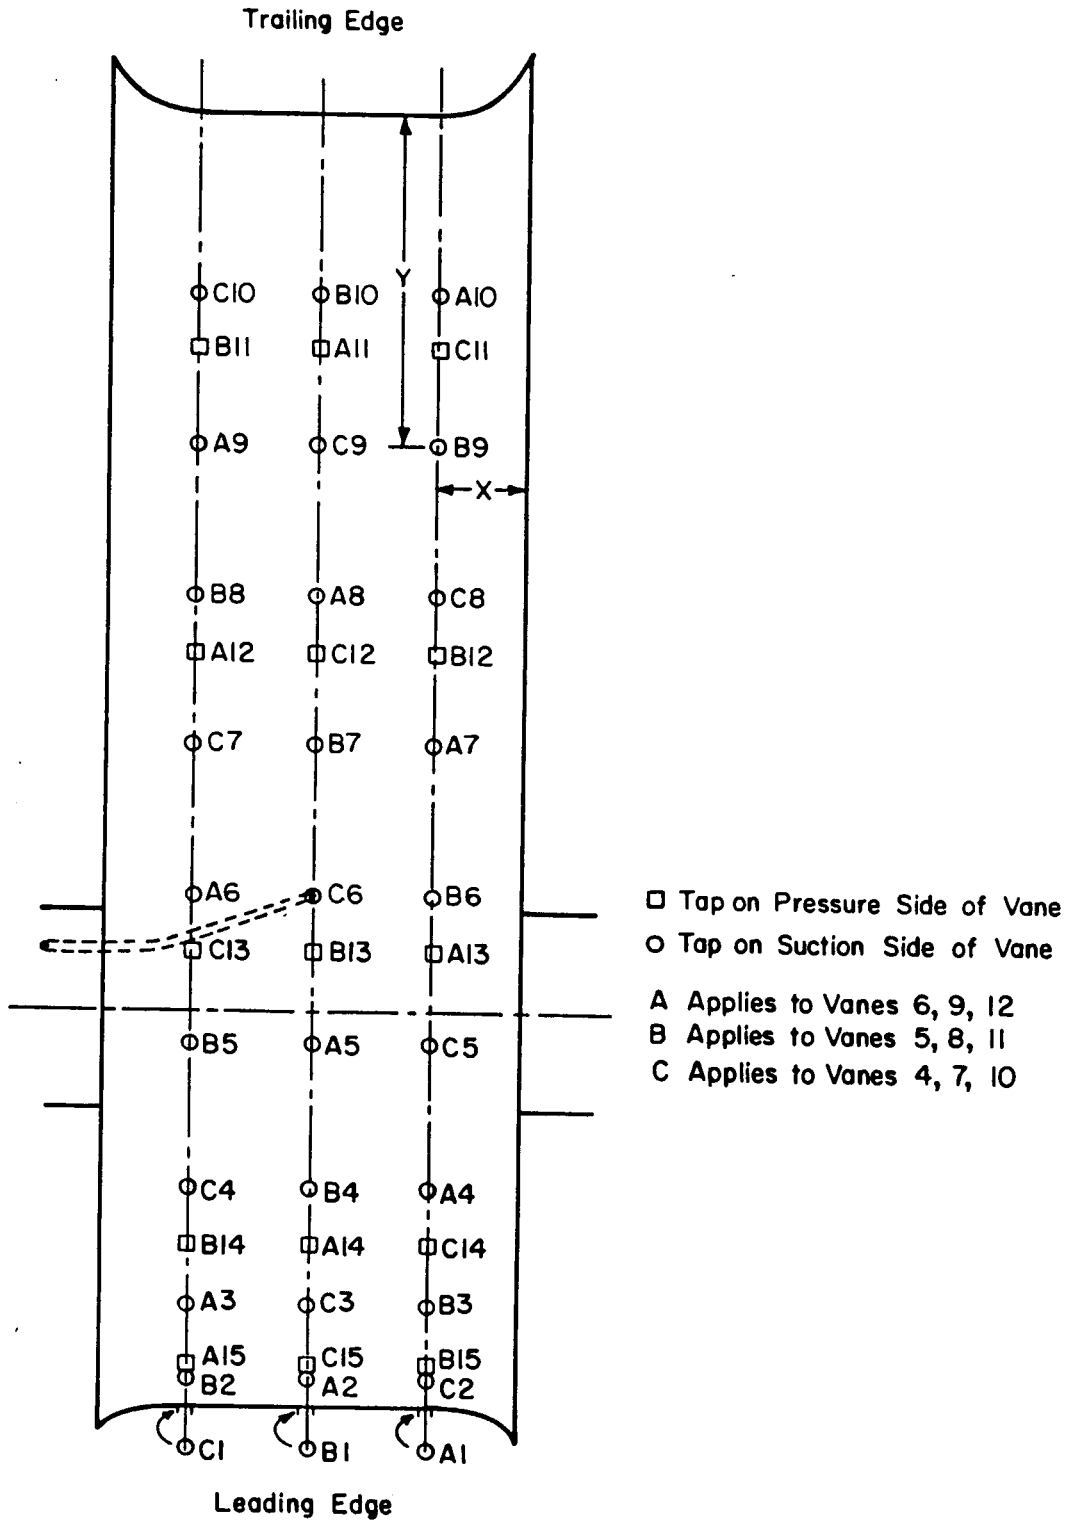 Trailing Edge
Y
C10 B10 A10
B11 A11 C11
A9 C9 B9
X
B8 A8 C8
A12 C12 B12
C7 B7 A7
A6 C6 B6
C13 B13 A13
B5 A5 C5
C4 B4 A4
B14 A14 C14
A3 C3 B3
A15 C15 B15
B2 A2 C2
C1 B1 A1
Leading Edge
Tap on Pressure Side of Vane
Tap on Suction Side of Vane
A Applies to Vanes 6, 9, 12
B Applies to Vanes 5, 8, 11
C Applies to Vanes 4, 7, 10